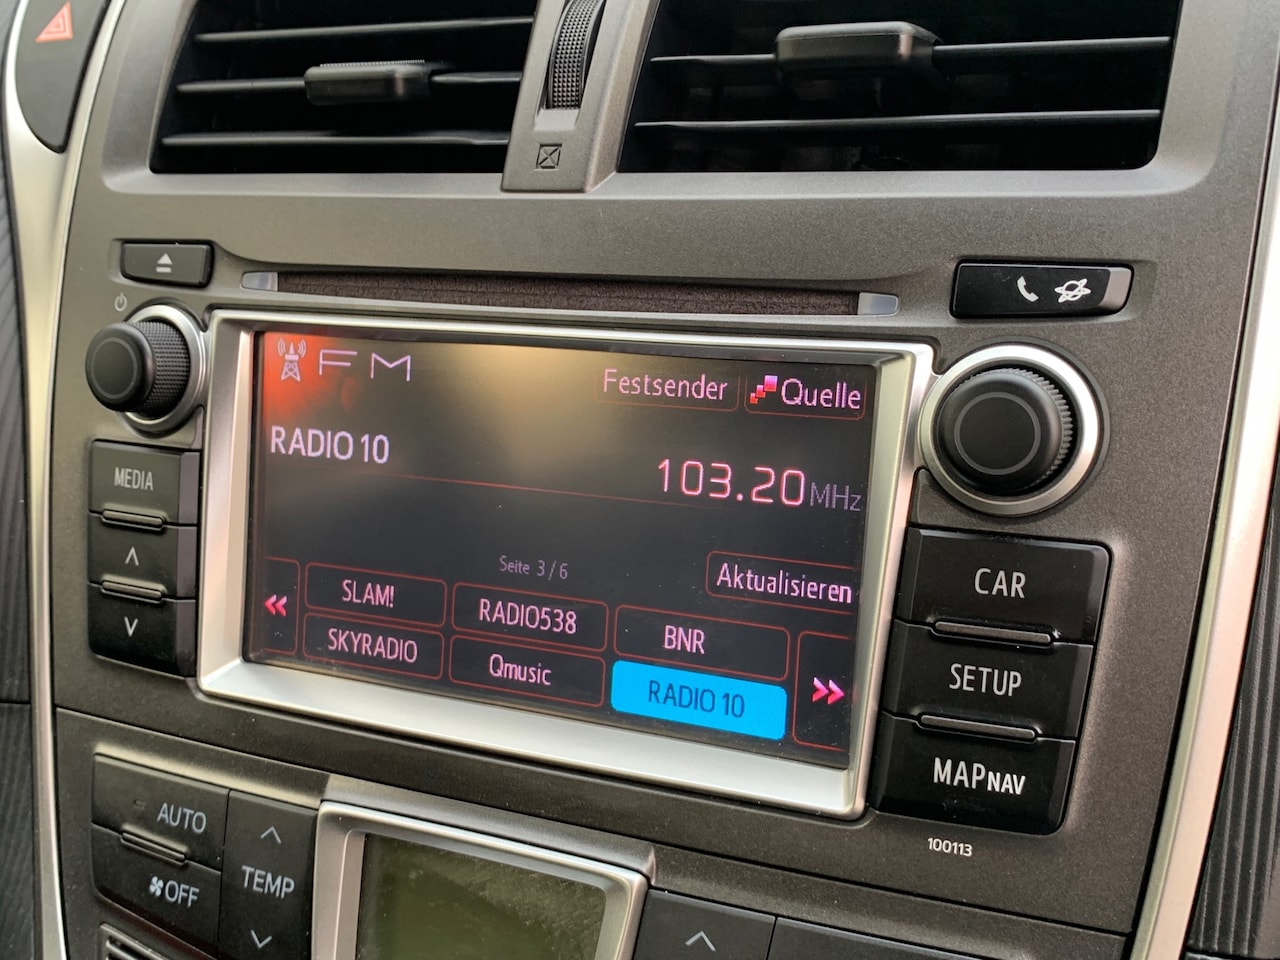 FM
Festsender
Quelle
RADIO 10
103.20MHz
Seite 3/6
Aktualisieren
SLAM!
RADIO538
BNR
SKYRADIO
Qmusic
RADIO 10
MEDIA
CAR
SETUP
MAPNAV
100113
AUTO
OFF
TEMP